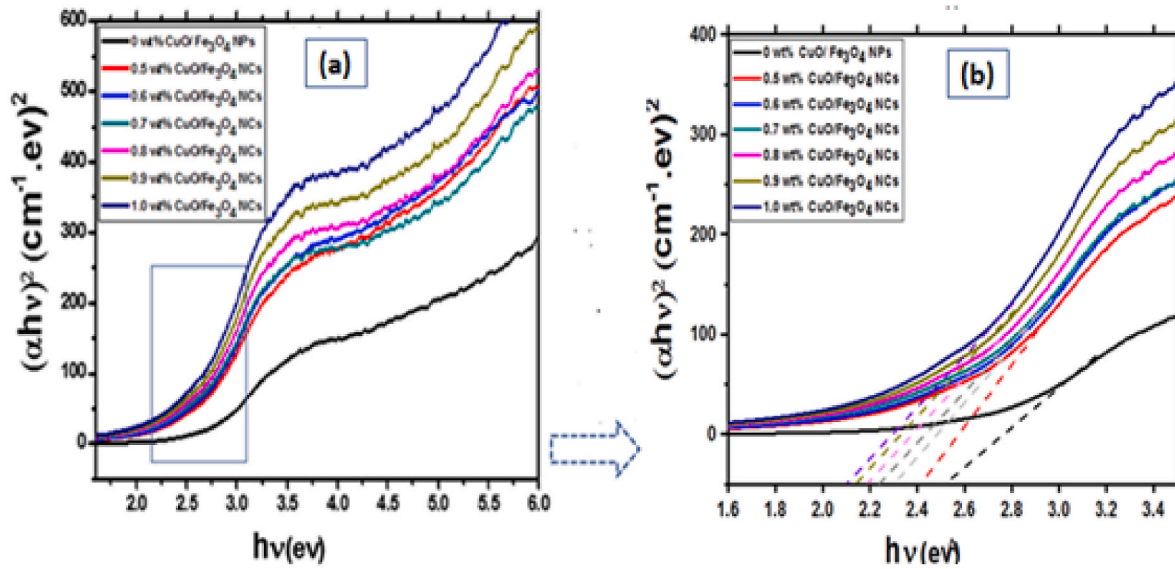 (a)
(αhν)² (cm⁻¹.ev)²
600
500
400
300
200
100
0
0 wt% CuO/Fe₃O₄ NPs
0.5 wt% CuO/Fe₃O₄ NCs
0.6 wt% CuO/Fe₃O₄ NCs
0.7 wt% CuO/Fe₃O₄ NCs
0.8 wt% CuO/Fe₃O₄ NCs
0.9 wt% CuO/Fe₃O₄ NCs
1.0 wt% CuO/Fe₃O₄ NCs
2.0 2.5 3.0 3.5 4.0 4.5 5.0 5.5 6.0
hν(ev)
(b)
(αhν)² (cm⁻¹.ev)²
400
300
200
100
0
0 wt% CuO/Fe₃O₄ NPs
0.5 wt% CuO/Fe₃O₄ NCs
0.6 wt% CuO/Fe₃O₄ NCs
0.7 wt% CuO/Fe₃O₄ NCs
0.8 wt% CuO/Fe₃O₄ NCs
0.9 wt% CuO/Fe₃O₄ NCs
1.0 wt% CuO/Fe₃O₄ NCs
1.6 1.8 2.0 2.2 2.4 2.6 2.8 3.0 3.2 3.4
hν(ev)